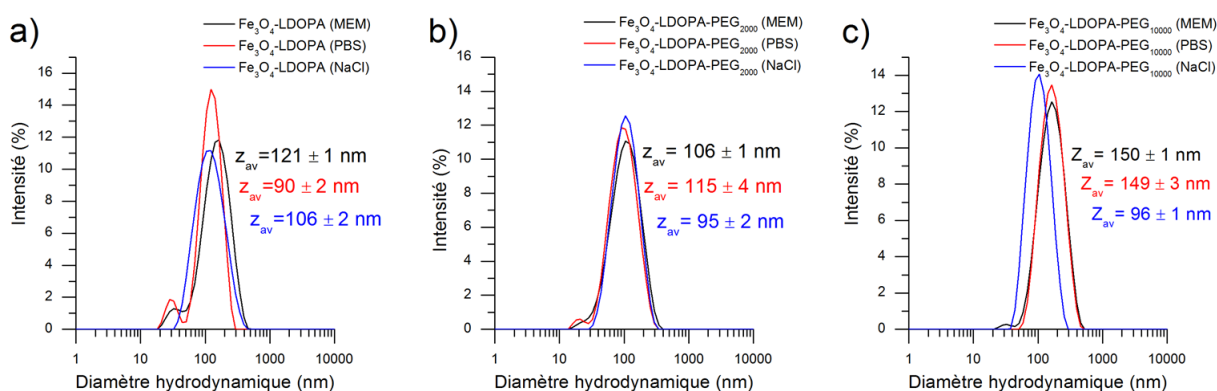 a)
Fe3O4-LDOPA (MEM)
Fe3O4-LDOPA (PBS)
Fe3O4-LDOPA (NaCl)
16
14
12
10
8
6
4
2
0
Intensité (%)
zav=121 ± 1 nm
zav=90 ± 2 nm
zav=106 ± 2 nm
1 10 100 1000 10000
Diamètre hydrodynamique (nm)
b)
Fe3O4-LDOPA-PEG2000 (MEM)
Fe3O4-LDOPA-PEG2000 (PBS)
Fe3O4-LDOPA-PEG2000 (NaCl)
16
14
12
10
8
6
4
2
0
Intensité (%)
zav= 106 ± 1 nm
zav= 115 ± 4 nm
zav= 95 ± 2 nm
1 10 100 1000 10000
Diamètre hydrodynamique (nm)
c)
Fe3O4-LDOPA-PEG10000 (MEM)
Fe3O4-LDOPA-PEG10000 (PBS)
Fe3O4-LDOPA-PEG10000 (NaCl)
14
12
10
8
6
4
2
0
Intensité (%)
Zav= 150 ± 1 nm
Zav= 149 ± 3 nm
Zav= 96 ± 1 nm
1 10 100 1000 10000
Diamètre hydrodynamique (nm)